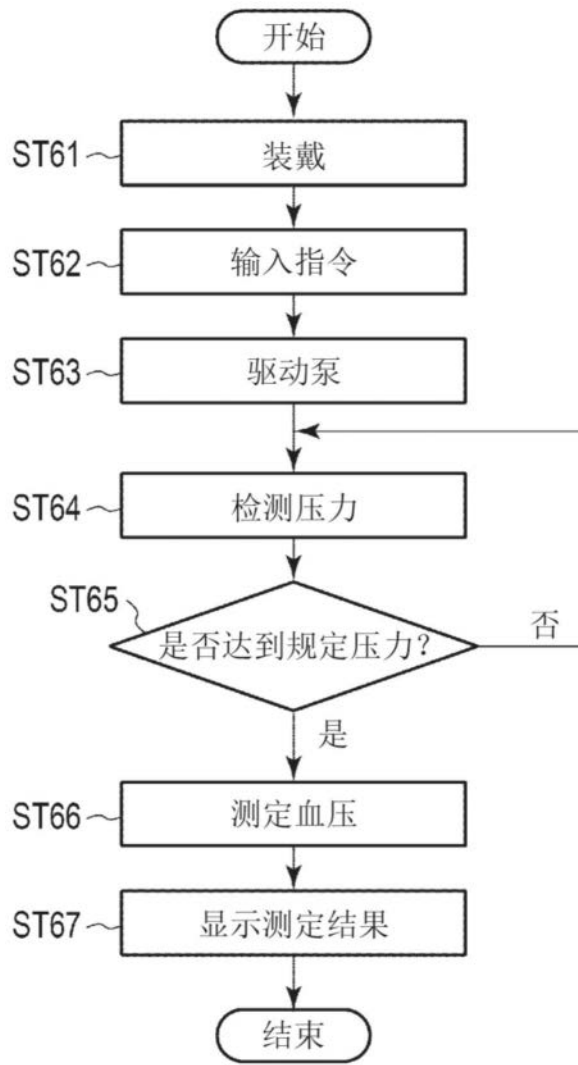 开始
ST61
装戴
ST62
输入指令
ST63
驱动泵
ST64
检测压力
ST65
是否达到规定压力？
否
是
ST66
测定血压
ST67
显示测定结果
结束